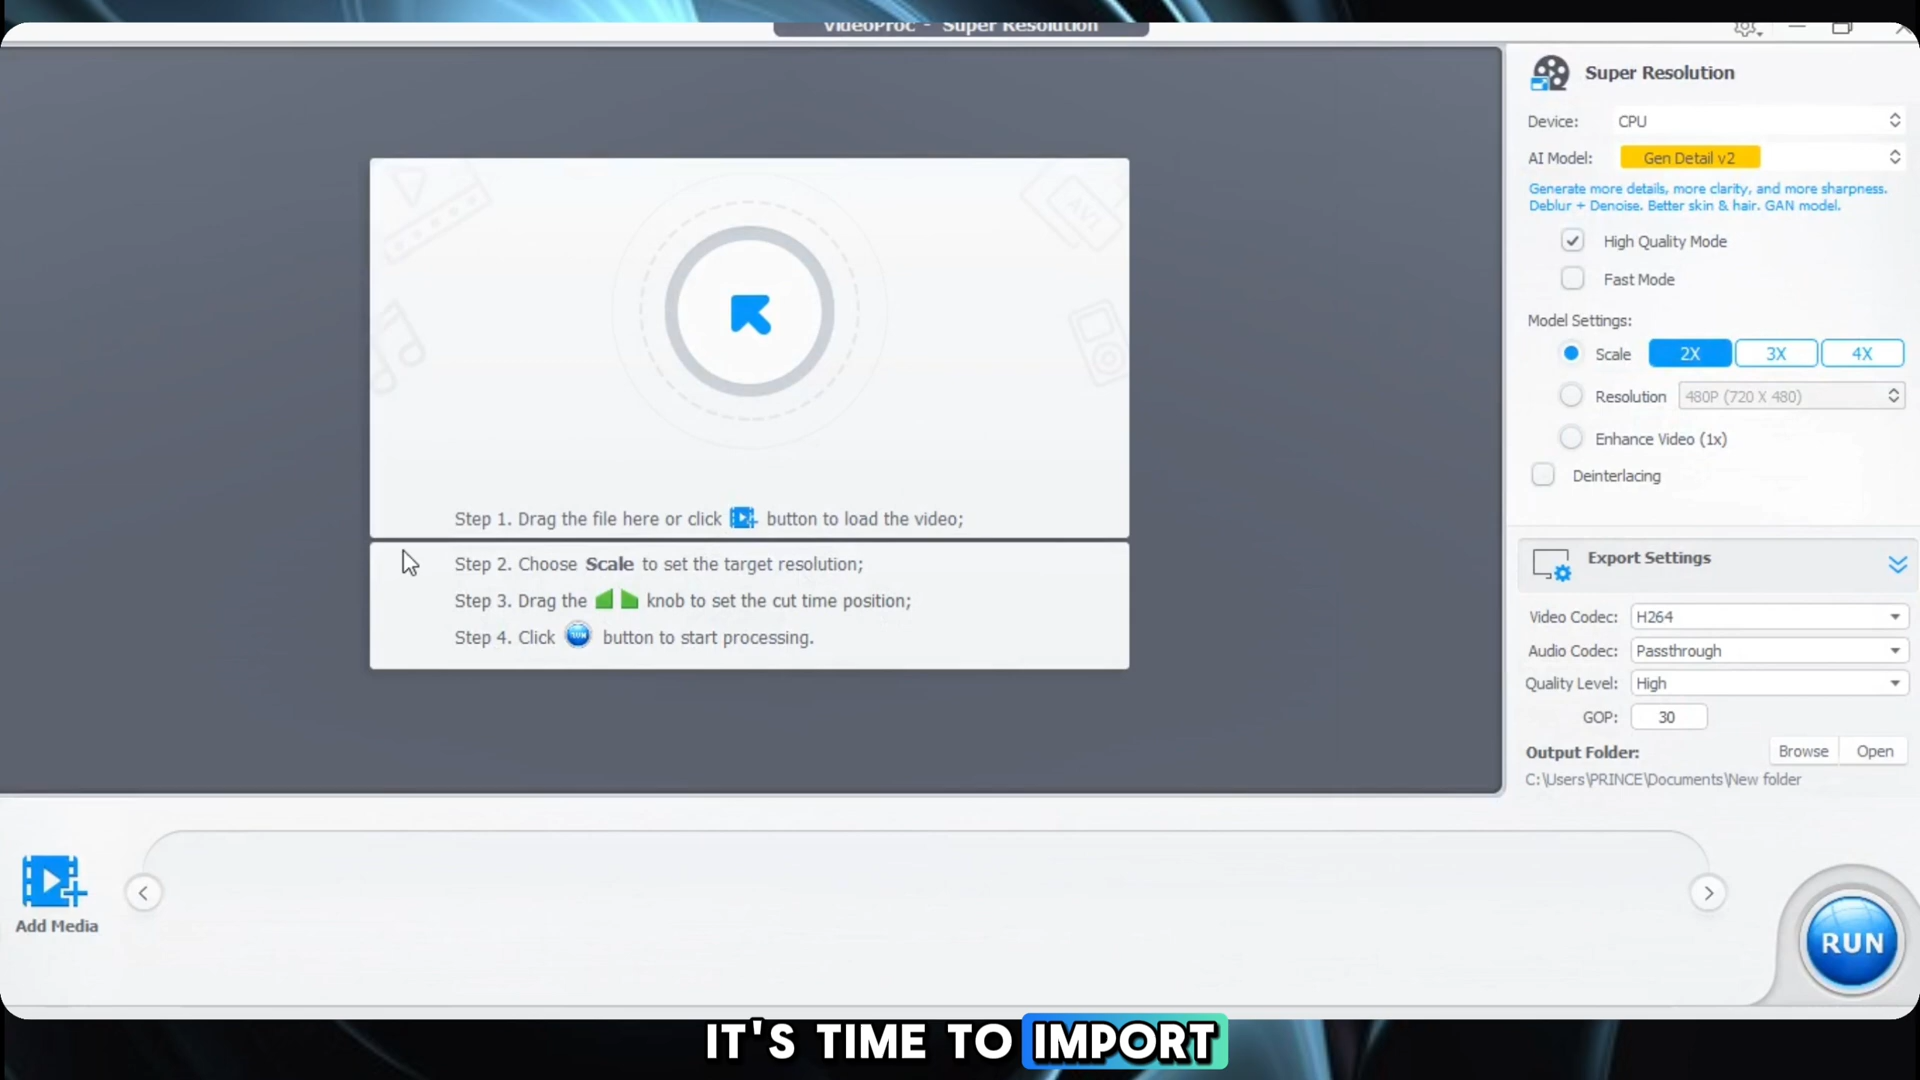 VideoProc - Super Resolution
Super Resolution
Device: CPU
AI Model: Gen Detail v2
Generate more details, more clarity, and more sharpness.
Deblur + Denoise. Better skin & hair. GAN model.
High Quality Mode
Fast Mode
Model Settings:
Scale 2X 3X 4X
Resolution 480P (720 X 480)
Enhance Video (1x)
Deinterlacing
AVI
Step 1. Drag the file here or click button to load the video;
Step 2. Choose Scale to set the target resolution;
Step 3. Drag the knob to set the cut time position;
Step 4. Click RUN button to start processing.
Export Settings
Video Codec: H264
Audio Codec: Passthrough
Quality Level: High
GOP: 30
Output Folder: Browse Open
C:\Users\PRINCE\Documents\New folder
Add Media
RUN
IT'S TIME TO IMPORT